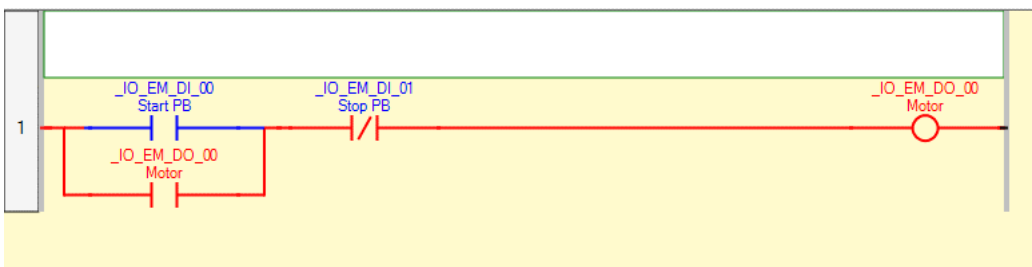 _IO_EM_DI_00
Start PB
_IO_EM_DI_01
Stop PB
_IO_EM_DO_00
Motor
1
_IO_EM_DO_00
Motor